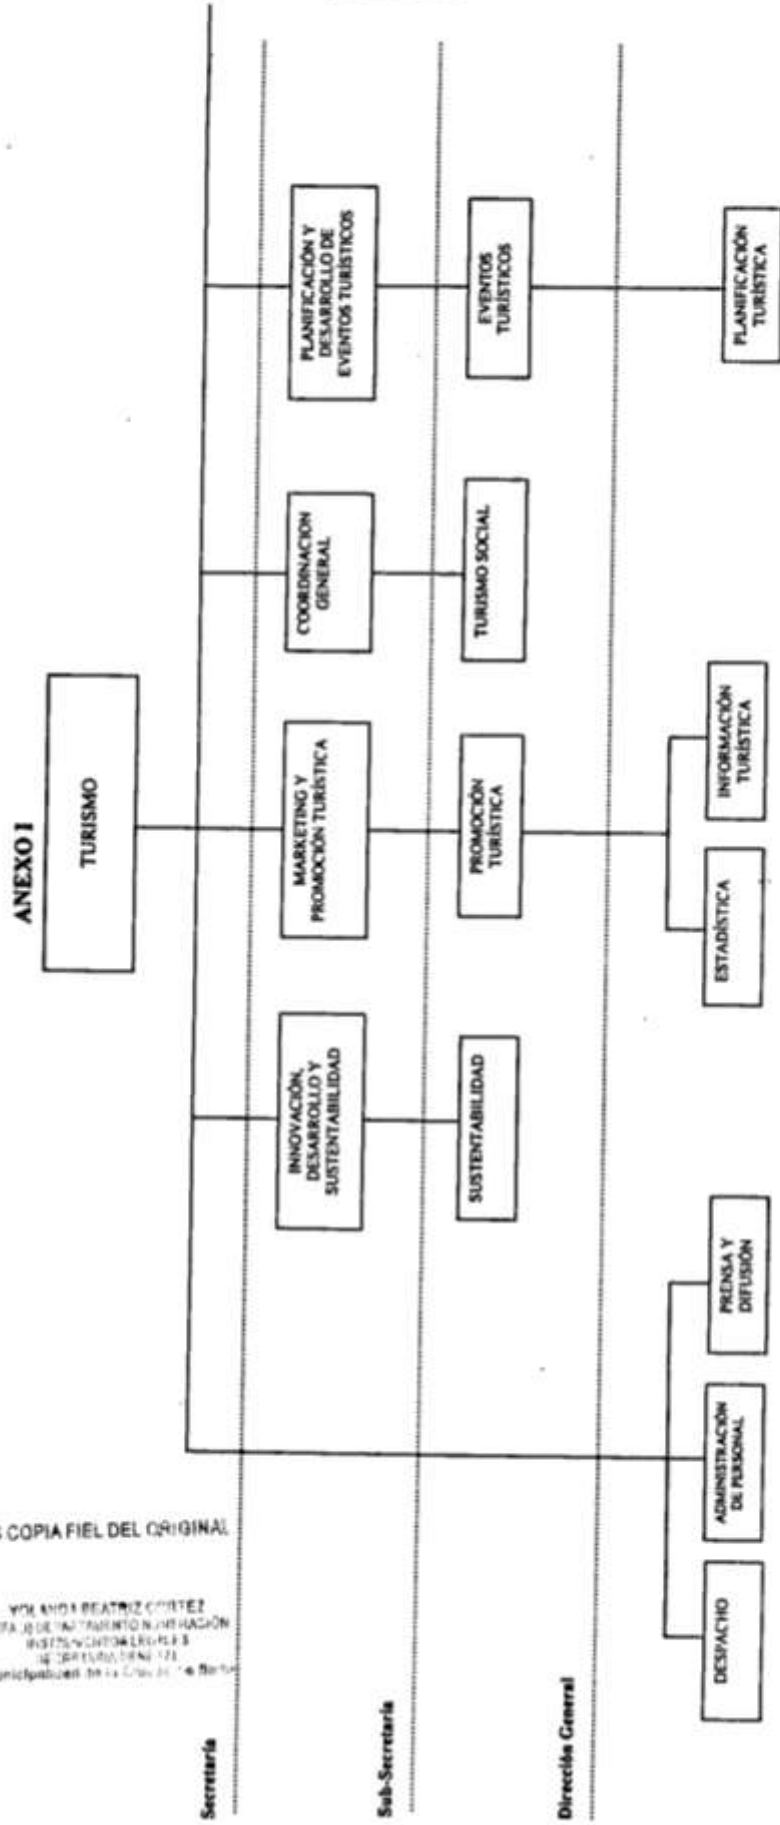 ANEXO I
TURISMO
Secretaría
INNOVACIÓN,
DESARROLLO Y
SUSTENTABILIDAD
MARKETING Y
PROMOCIÓN TURÍSTICA
COORDINACION
GENERAL
PLANIFICACIÓN Y
DESARROLLO DE
EVENTOS TURÍSTICOS
Sub-Secretaría
SUSTENTABILIDAD
PROMOCIÓN
TURÍSTICA
TURISMO SOCIAL
EVENTOS
TURÍSTICOS
Dirección General
DESPACHO
ADMINISTRACIÓN
DE PERSONAL
PRENSA Y
DIFUSIÓN
ESTADÍSTICA
INFORMACIÓN
TURÍSTICA
PLANIFICACIÓN
TURÍSTICA
COPIA FIEL DEL ORIGINAL
YOLANDA BEATRIZ CORTEZ